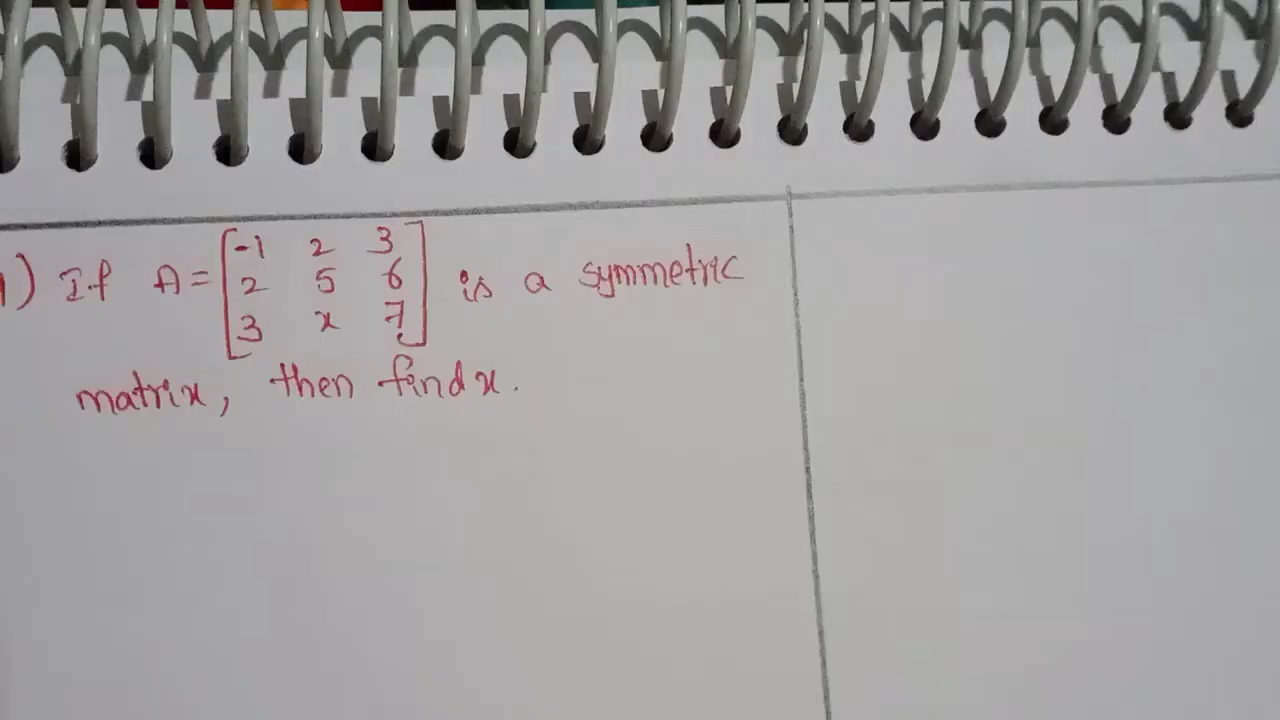 1) If A = [-1 2 3
2 5 6
3 x 7] is a symmetric
matrix, then find x.